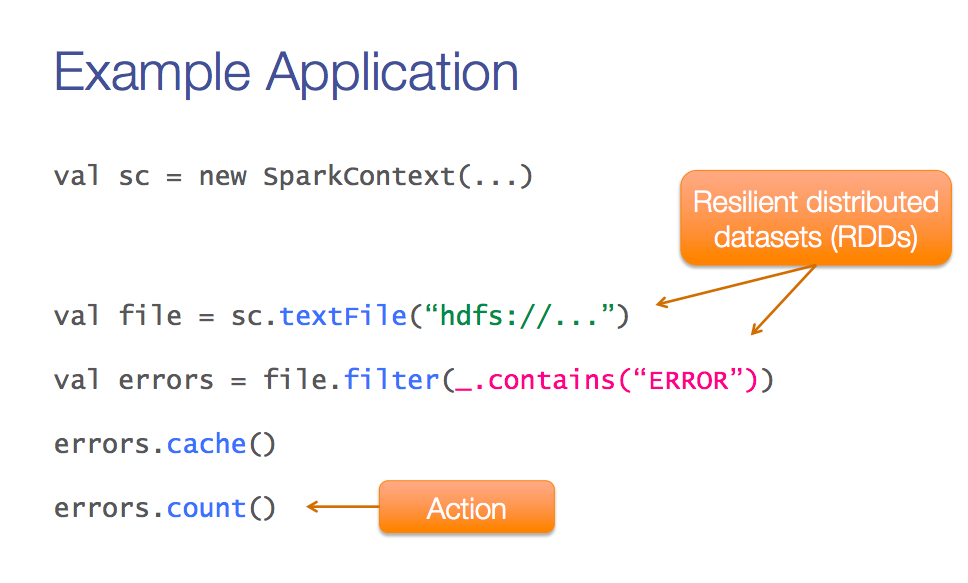 Example Application
val sc = new SparkContext(...)
Resilient distributed
datasets (RDDs)
val file = sc.textFile(“hdfs://...”)
val errors = file.filter(_.contains(“ERROR”))
errors.cache()
errors.count()
Action